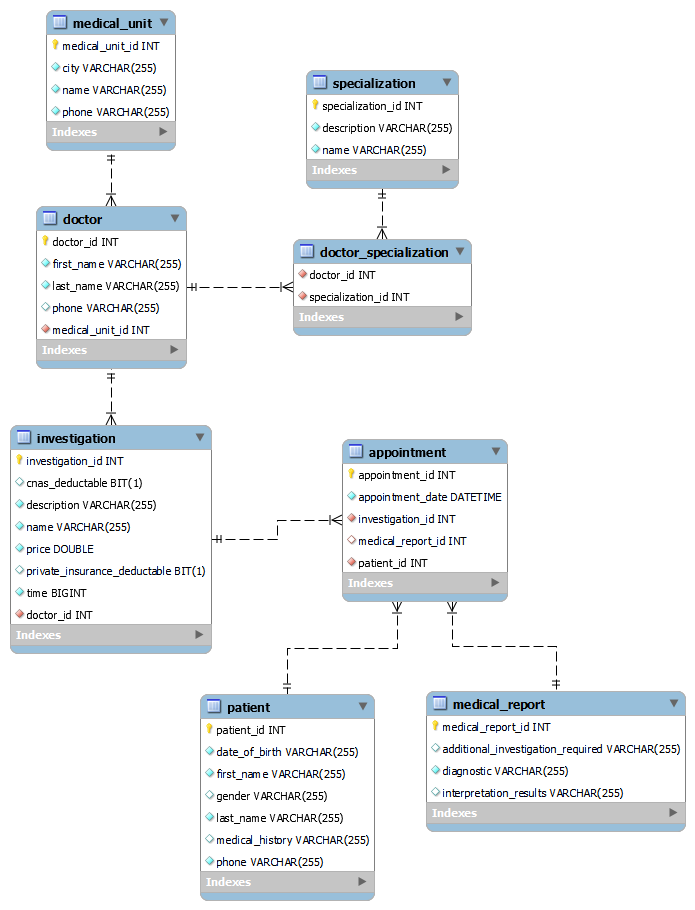 medical_unit
medical_unit_id INT
city VARCHAR(255)
name VARCHAR(255)
phone VARCHAR(255)
Indexes
specialization
specialization_id INT
description VARCHAR(255)
name VARCHAR(255)
Indexes
doctor
doctor_id INT
first_name VARCHAR(255)
last_name VARCHAR(255)
phone VARCHAR(255)
medical_unit_id INT
Indexes
doctor_specialization
doctor_id INT
specialization_id INT
Indexes
investigation
investigation_id INT
cnas_deductable BIT(1)
description VARCHAR(255)
name VARCHAR(255)
price DOUBLE
private_insurance_deductable BIT(1)
time BIGINT
doctor_id INT
Indexes
appointment
appointment_id INT
appointment_date DATETIME
investigation_id INT
medical_report_id INT
patient_id INT
Indexes
patient
patient_id INT
date_of_birth VARCHAR(255)
first_name VARCHAR(255)
gender VARCHAR(255)
last_name VARCHAR(255)
medical_history VARCHAR(255)
phone VARCHAR(255)
Indexes
medical_report
medical_report_id INT
additional_investigation_required VARCHAR(255)
diagnostic VARCHAR(255)
interpretation_results VARCHAR(255)
Indexes